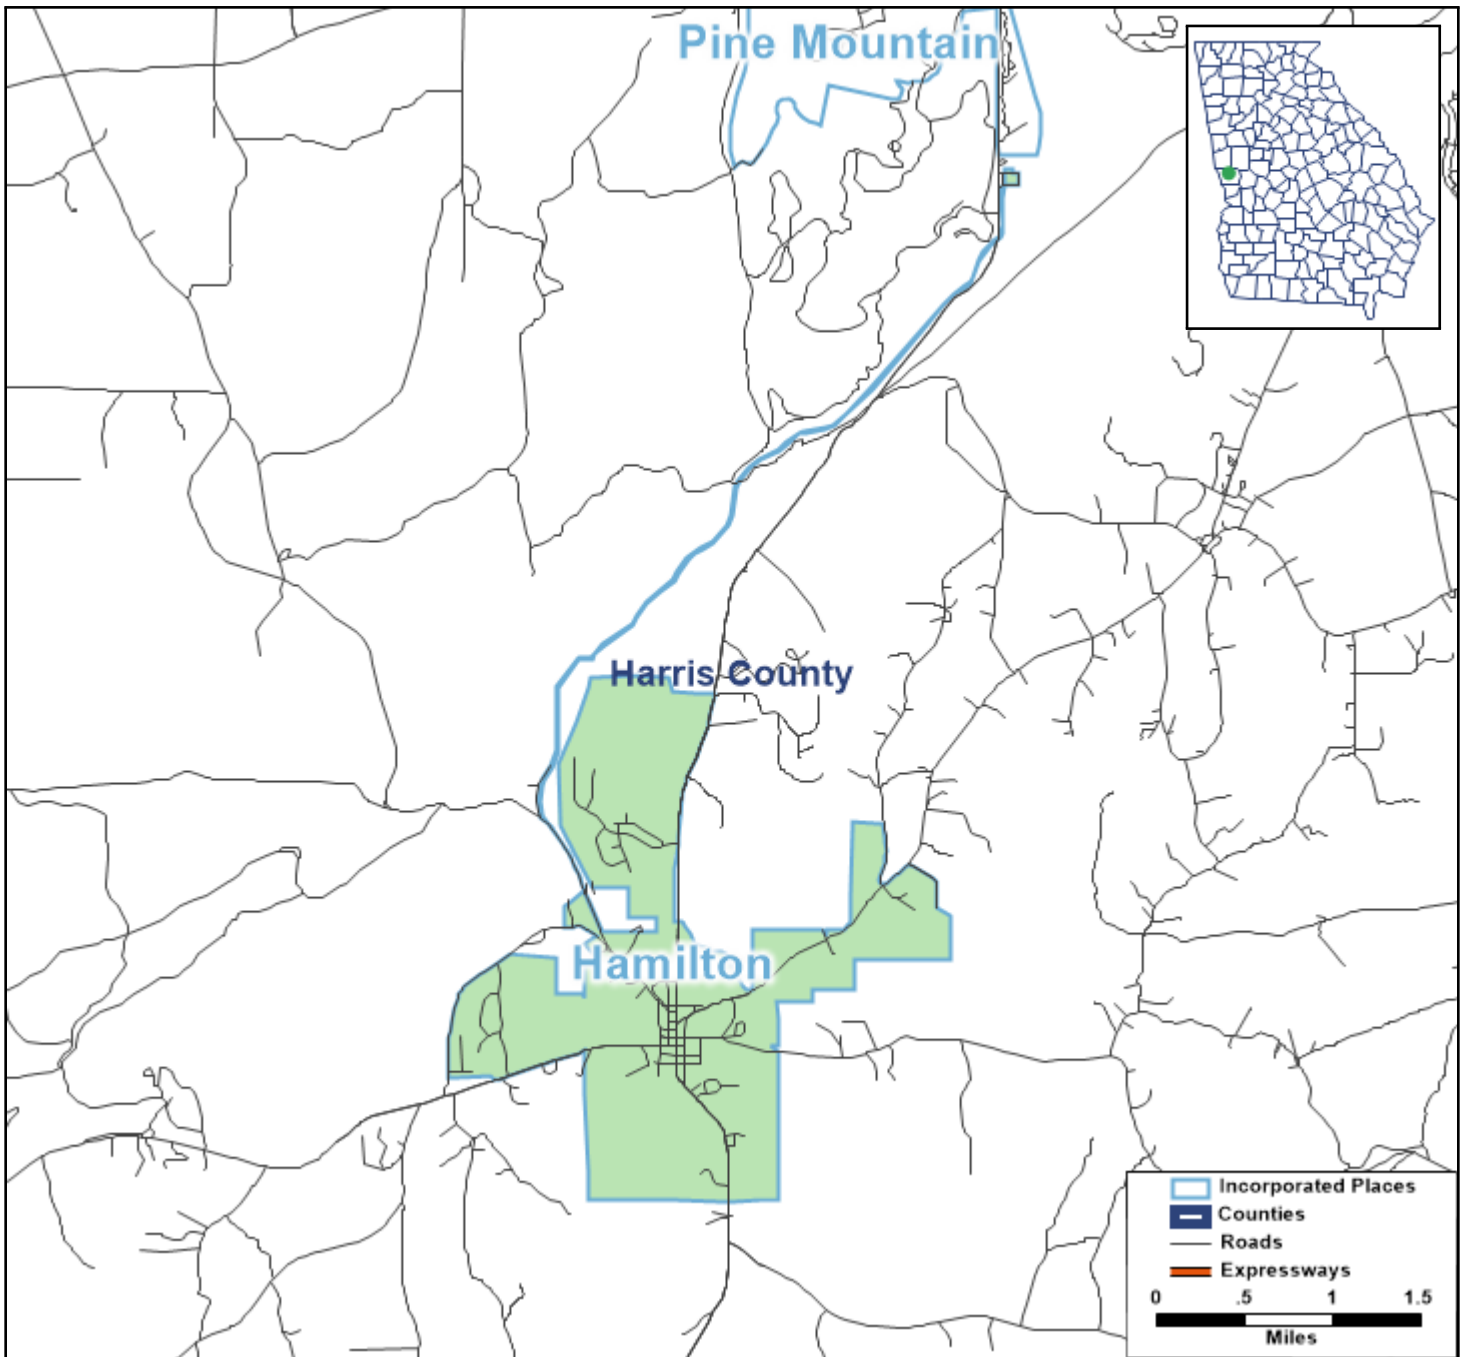 Pine Mountain
Harris County
Hamilton
Incorporated Places
Counties
Roads
Expressways
0 .5 1 1.5
Miles